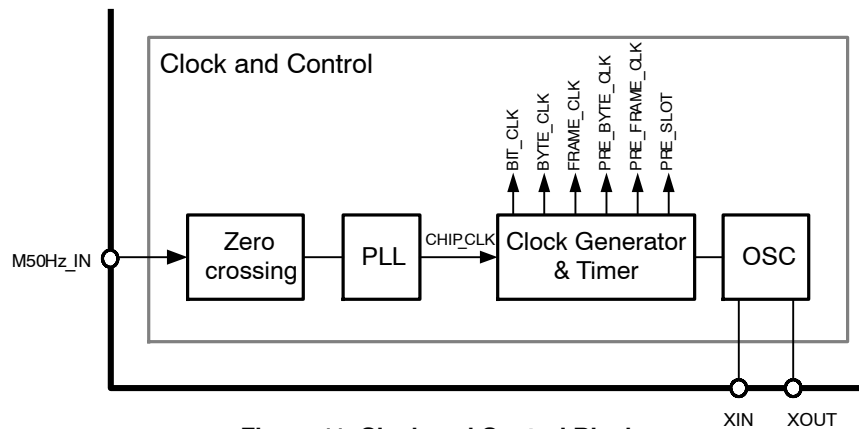 Clock and Control
BIT_CLK
BYTE_CLK
FRAME_CLK
PRE_BYTE_CLK
PRE_FRAME_CLK
PRE_SLOT
M50Hz_IN
Zero
crossing
PLL
CHIP_CLK
Clock Generator
& Timer
OSC
XIN
XOUT